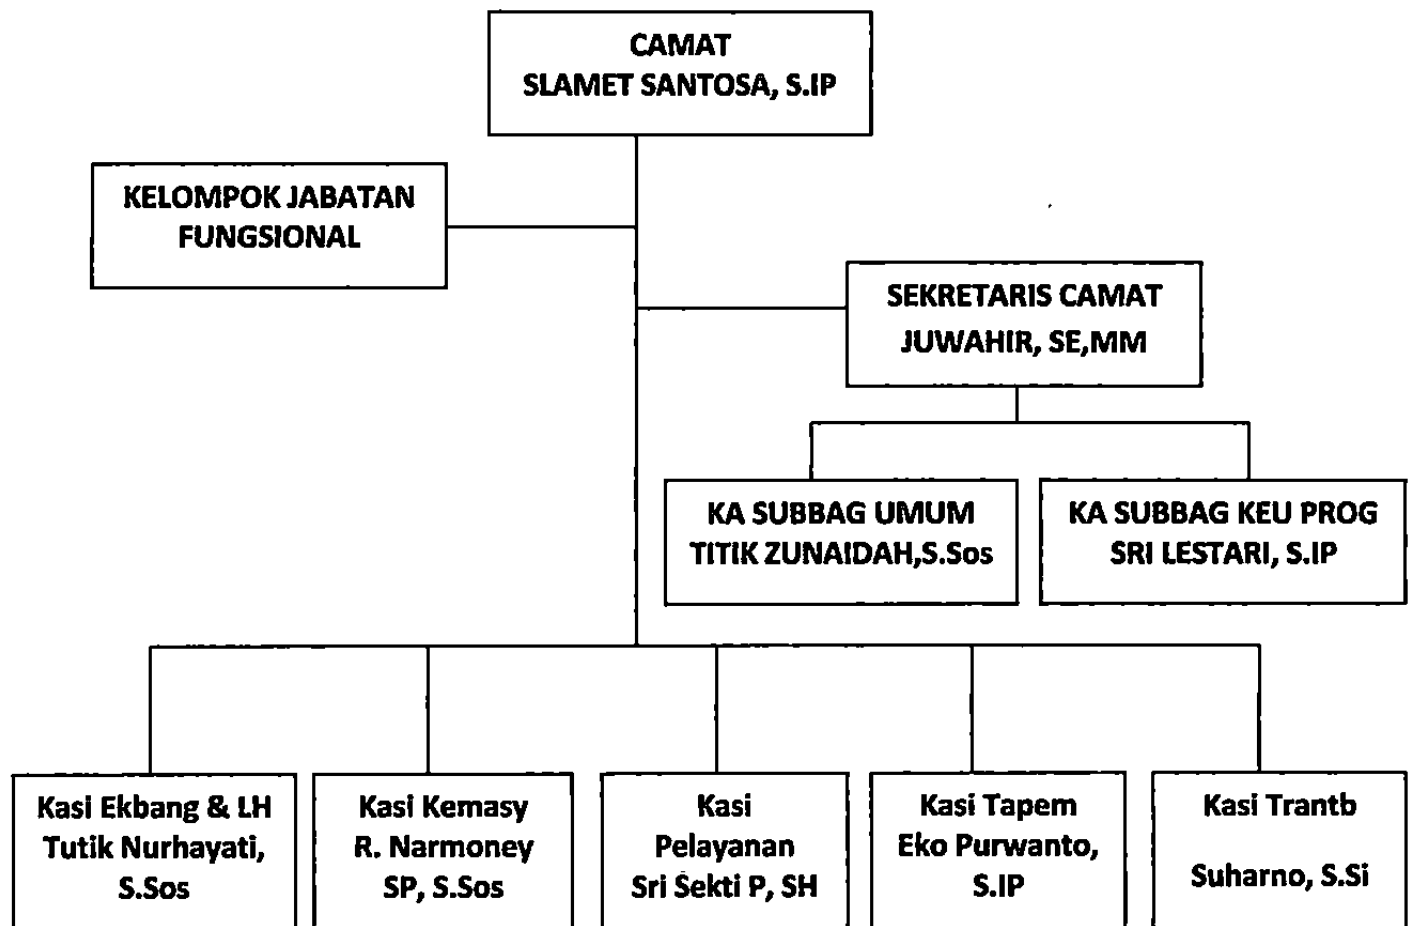 CAMAT
SLAMET SANTOSA, S.IP
KELOMPOK JABATAN
FUNGSIONAL
SEKRETARIS CAMAT
JUWAHIR, SE,MM
KA SUBBAG UMUM
TITIK ZUNAIDAH,S.Sos
KA SUBBAG KEU PROG
SRI LESTARI, S.IP
Kasi Ekbang & LH
Tutik Nurhayati,
S.Sos
Kasi Kemasy
R. Narmoney
SP, S.Sos
Kasi
Pelayanan
Sri Sekti P, SH
Kasi Tapem
Eko Purwanto,
S.IP
Kasi Trantb
Suharno, S.Si